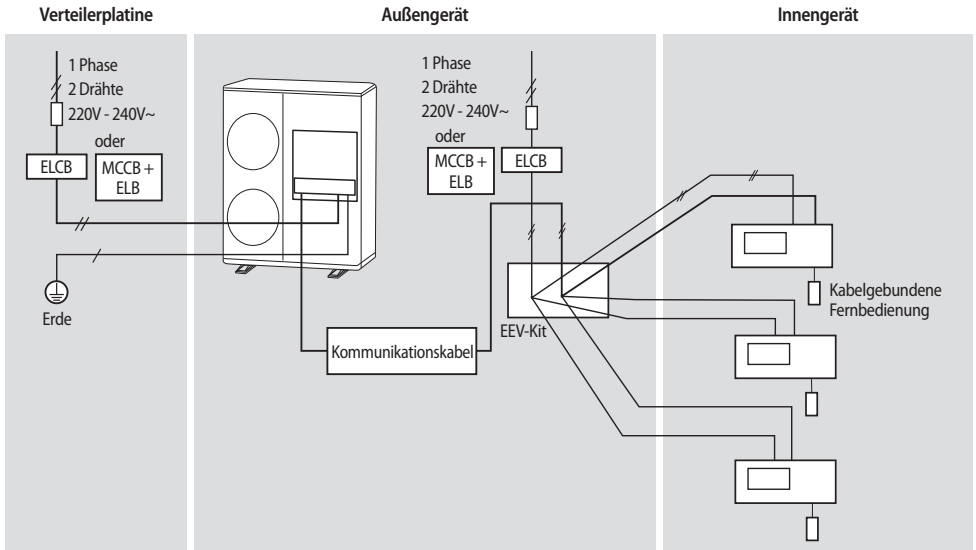 Verteilerplatine
Außengerät
Innengerät
1 Phase
2 Drähte
220V - 240V~
oder
ELCB
MCCB +
ELB
Erde
1 Phase
2 Drähte
220V - 240V~
oder
MCCB +
ELB
ELCB
EEV-Kit
Kommunikationskabel
Kabelgebundene
Fernbedienung